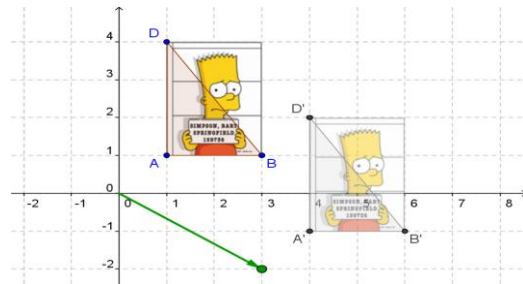 4
D
3
2
D'
SIMPSON, BART
SPRINGFIELD
1
A
B
SIMPSON, BART
SPRINGFIELD
-2
-1
0
0
1
2
3
4
6
7
8
-1
A'
B'
-2